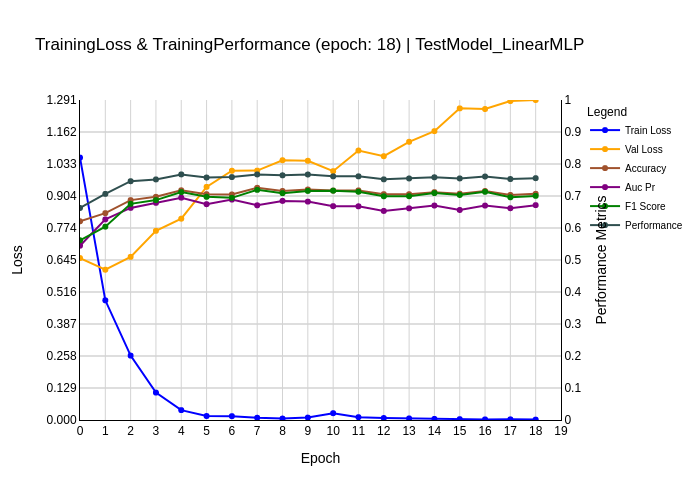 TrainingLoss & TrainingPerformance (epoch: 18) | TestModel_LinearMLP
1.291
1.162
1.033
0.904
0.774
0.645
0.516
0.387
0.258
0.129
0.000
Loss
0 1 2 3 4 5 6 7 8 9 10 11 12 13 14 15 16 17 18 19
Epoch
1
0.9
0.8
0.7
0.6
0.5
0.4
0.3
0.2
0.1
0
Performance Metrics
Legend
Train Loss
Val Loss
Accuracy
Auc Pr
F1 Score
Performance